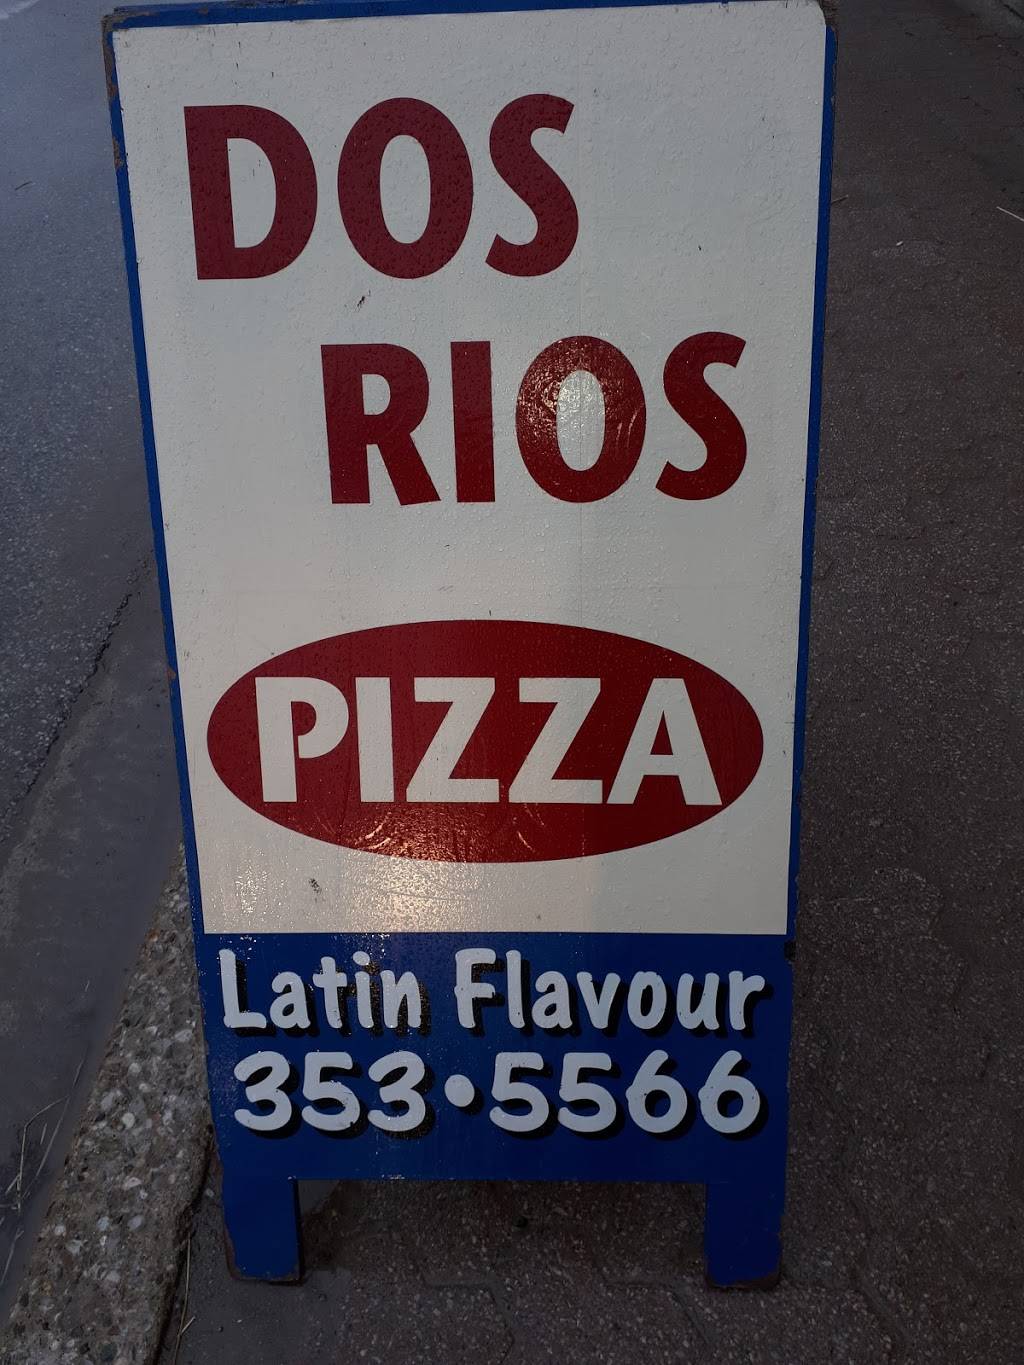 DOS
RIOS
PIZZA
Latin Flavour
353•5566